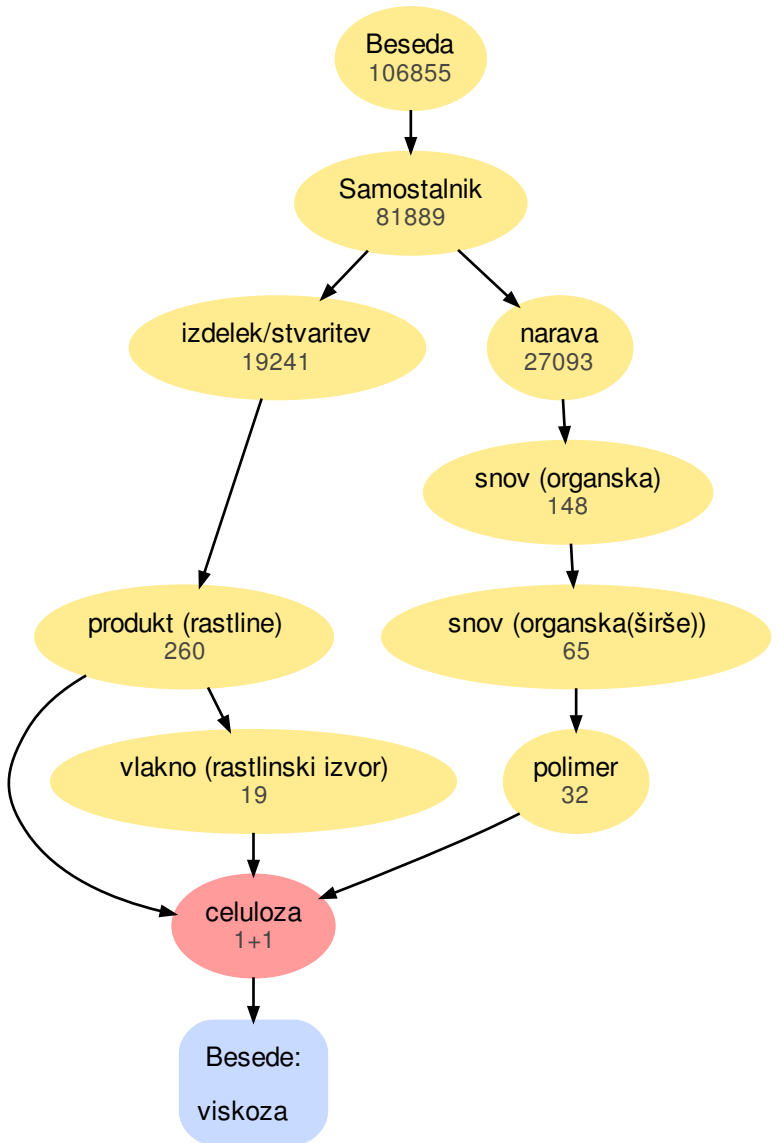 Beseda
106855
Samostalnik
81889
izdelek/stvaritev
19241
narava
27093
snov (organska)
148
produkt (rastline)
260
snov (organska(širše))
65
vlakno (rastlinski izvor)
19
polimer
32
celuloza
1+1
Besede:
viskoza